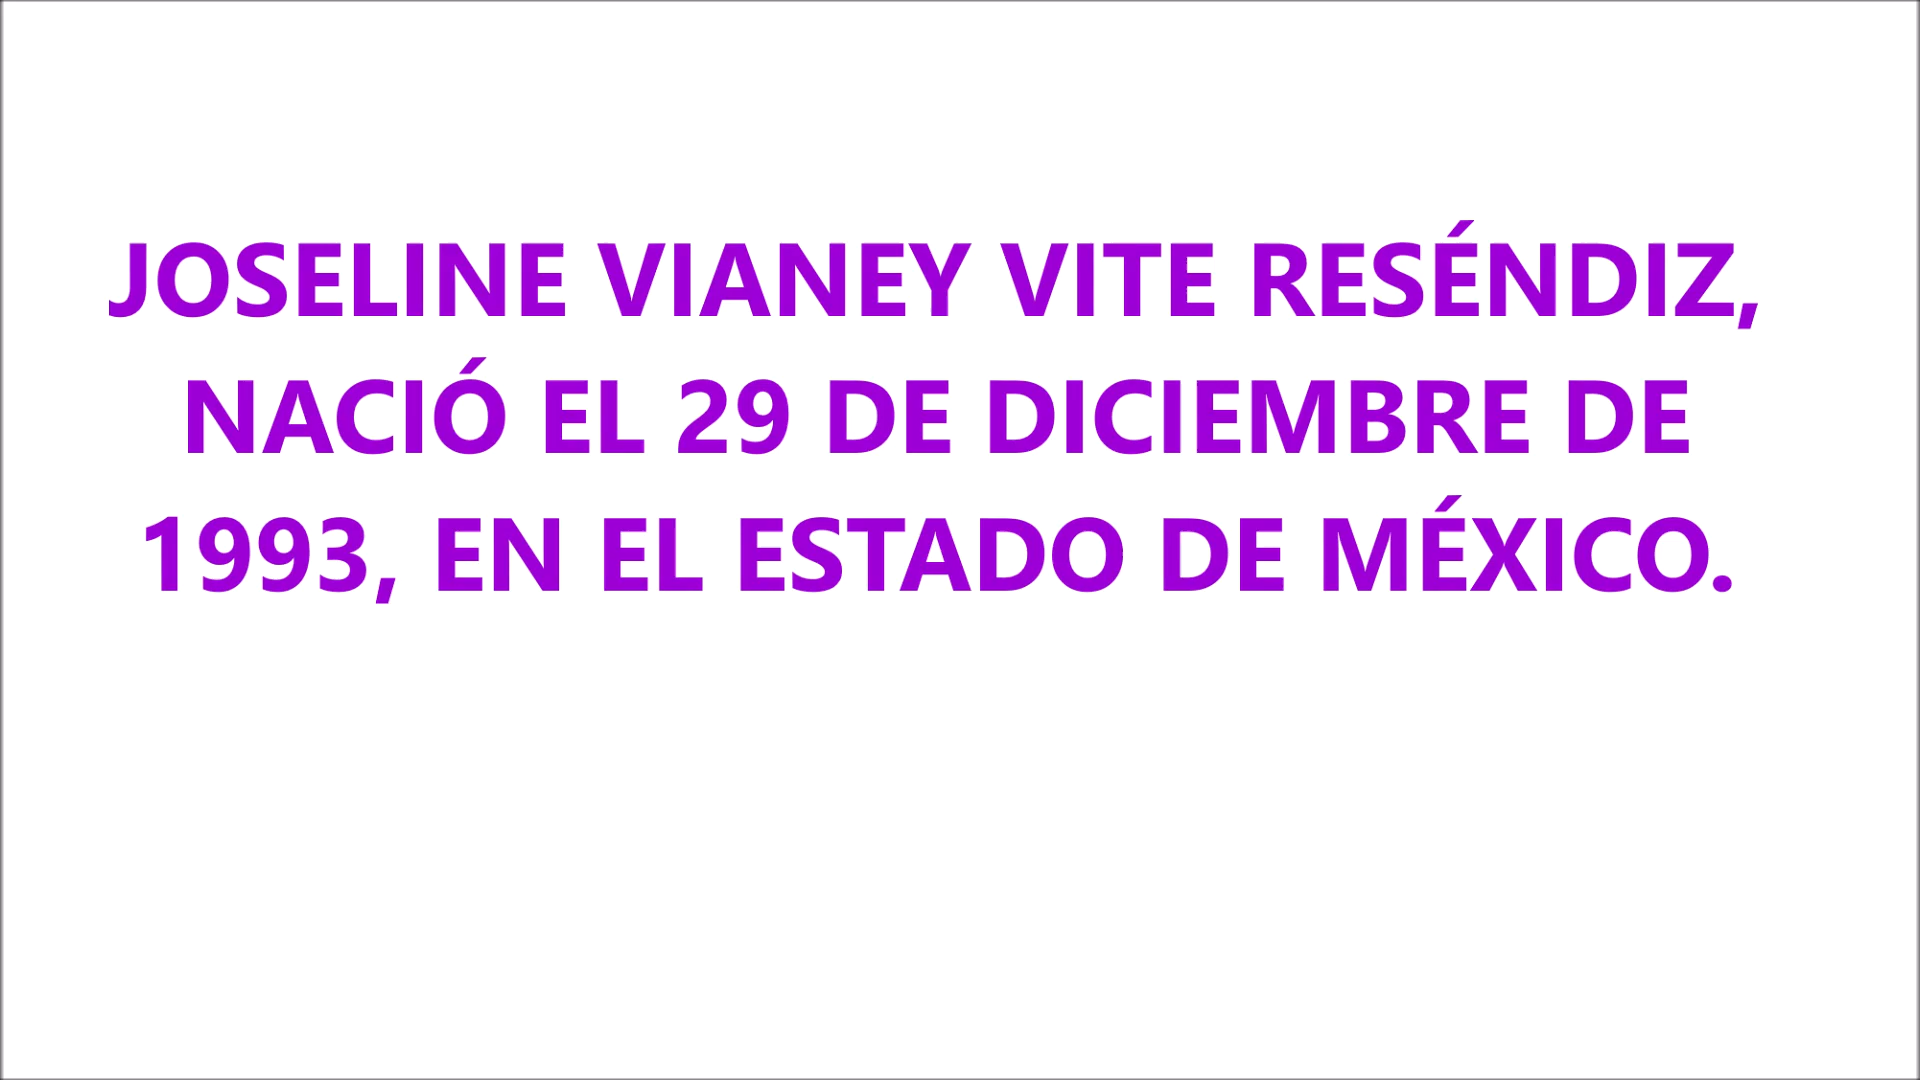 JOSELINE VIANEY VITE RESÉNDIZ,
NACIÓ EL 29 DE DICIEMBRE DE
1993, EN EL ESTADO DE MÉXICO.